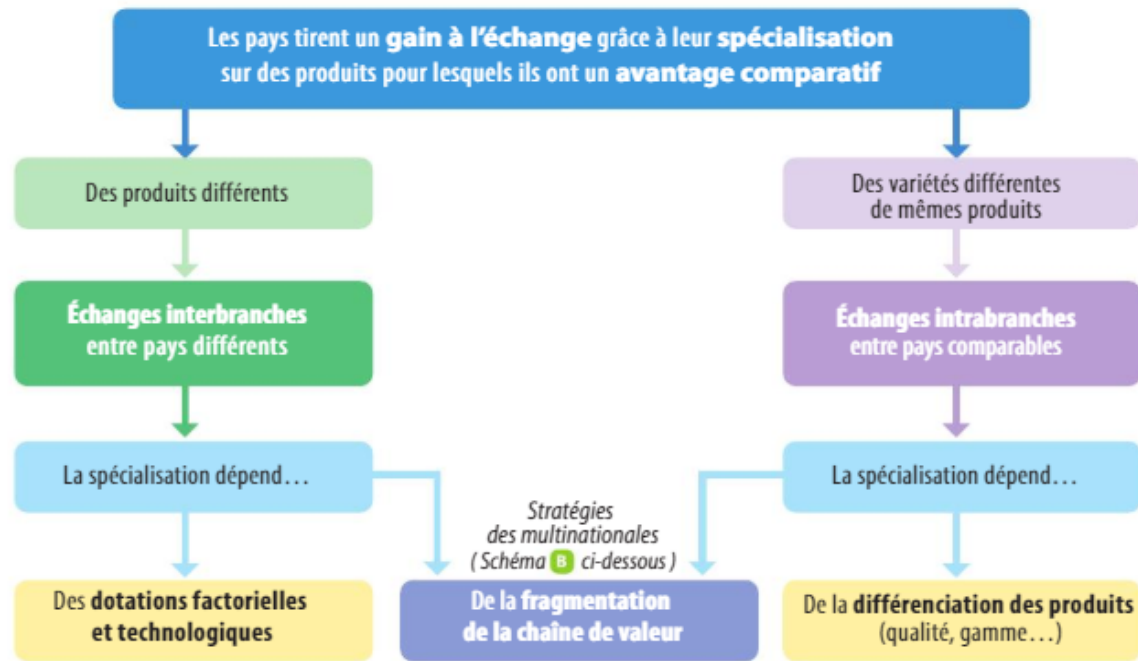 Les pays tirent un gain à l'échange grâce à leur spécialisation
sur des produits pour lesquels ils ont un avantage comparatif
Des produits différents
Des variétés différentes
de mêmes produits
Échanges interbranches
entre pays différents
Échanges intrabranches
entre pays comparables
La spécialisation dépend…
La spécialisation dépend…
Stratégies
des multinationales
(Schéma B ci-dessous)
Des dotations factorielles
et technologiques
De la fragmentation
de la chaîne de valeur
De la différenciation des produits
(qualité, gamme…)